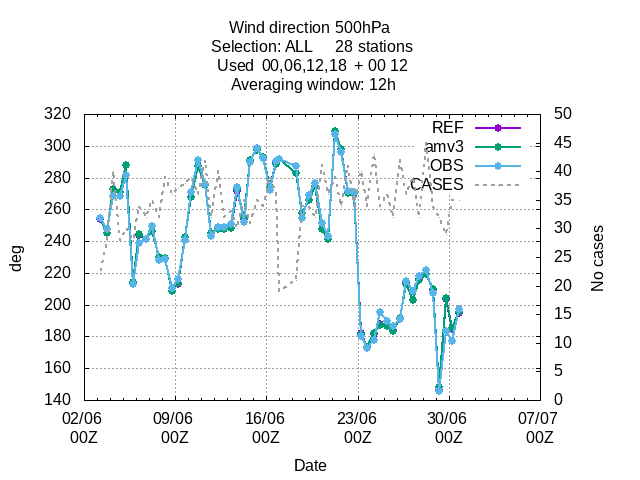 Wind direction 500hPa
Selection: ALL 28 stations
Used 00,06,12,18 + 00 12
Averaging window: 12h
320
300
280
260
240
220
200
180
160
140
deg
50
45
40
35
30
25
20
15
10
5
0
No cases
REF
amv3
OBS
CASES
02/06 09/06 16/06 23/06 30/06 07/07
00Z 00Z 00Z 00Z 00Z 00Z
Date